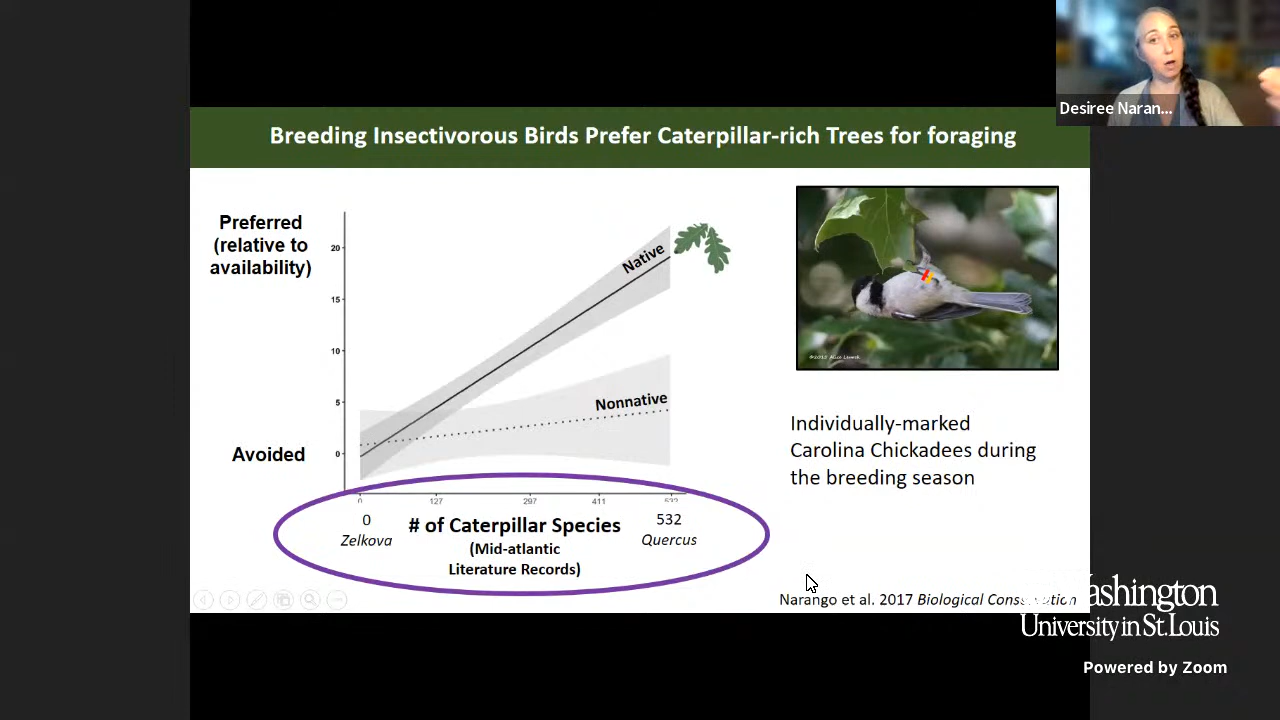 Desiree Naran...
Breeding Insectivorous Birds Prefer Caterpillar-rich Trees for foraging
Preferred
(relative to
availability)
Avoided
20
15
10
5
0
Native
Nonnative
0
127
297
411
532
0
Zelkova
# of Caterpillar Species
(Mid-atlantic
Literature Records)
532
Quercus
©2012 Alice
Individually-marked
Carolina Chickadees during
the breeding season
Narango et al. 2017 Biological Conservation
Washington
University in St. Louis
Powered by Zoom